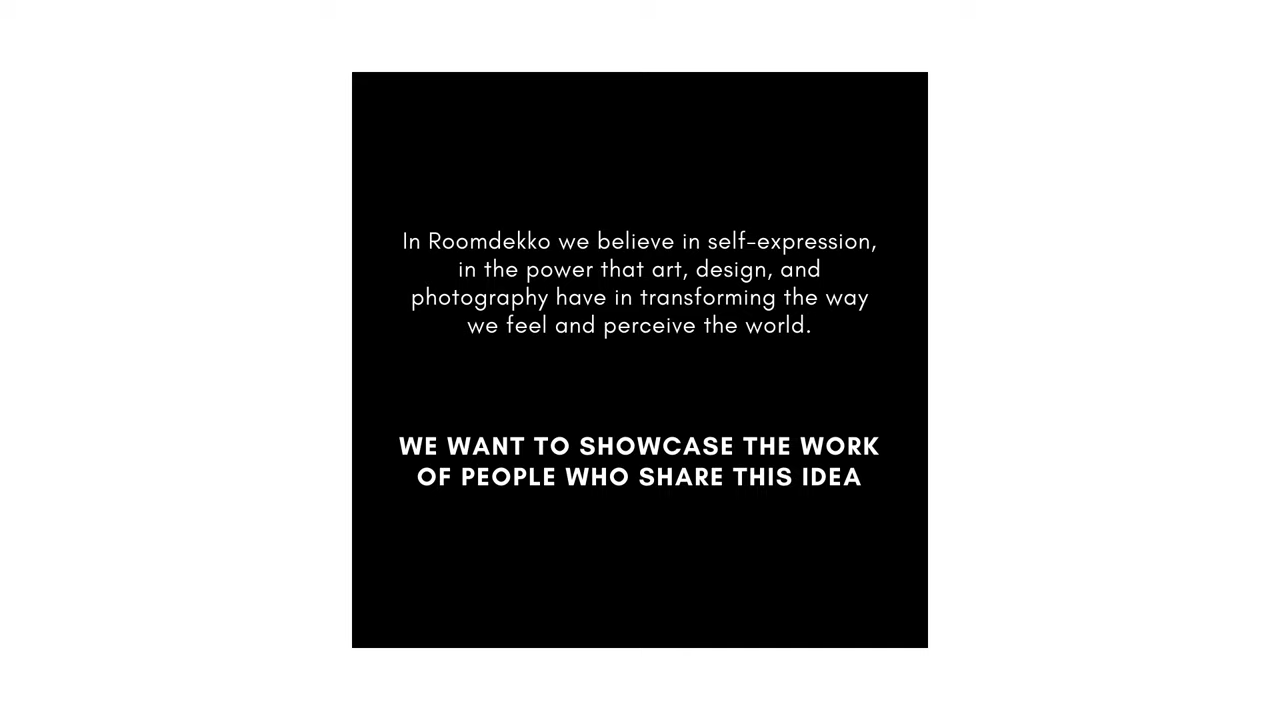 In Roomdekko we believe in self-expression,
in the power that art, design, and
photography have in transforming the way
we feel and perceive the world.
WE WANT TO SHOWCASE THE WORK
OF PEOPLE WHO SHARE THIS IDEA